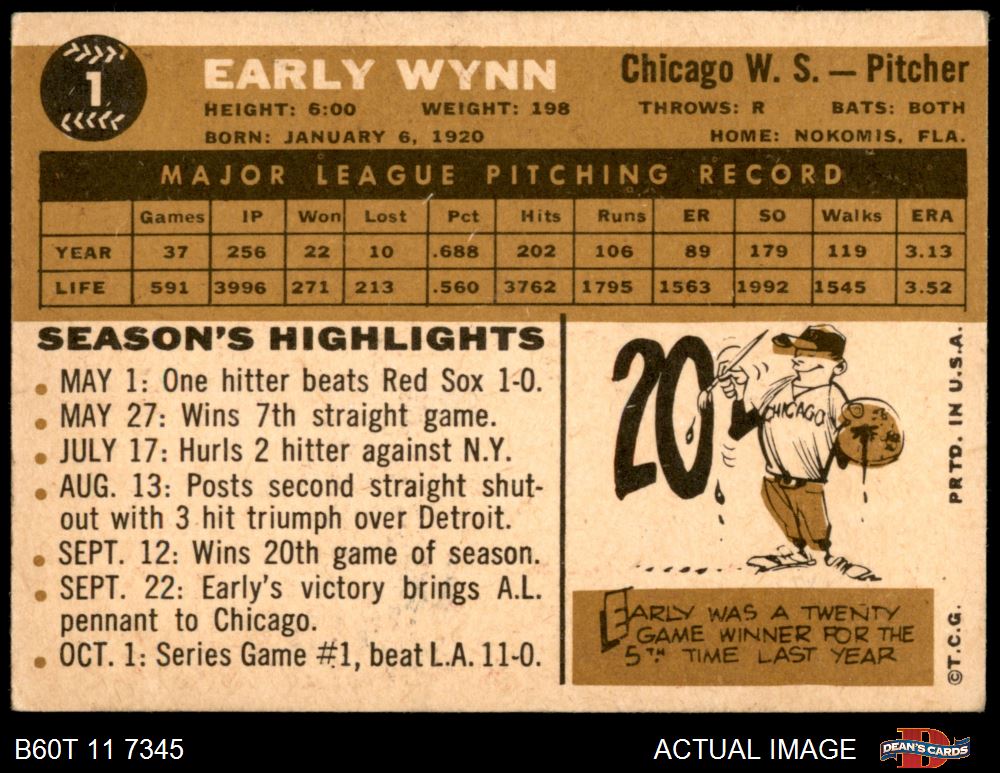 1
EARLY WYNN
Chicago W. S. — Pitcher
HEIGHT: 6:00 WEIGHT: 198 THROWS: R BATS: BOTH
BORN: JANUARY 6, 1920 HOME: NOKOMIS, FLA.
MAJOR LEAGUE PITCHING RECORD
Games IP Won Lost Pct Hits Runs ER SO Walks ERA
YEAR 37 256 22 10 .688 202 106 89 179 119 3.13
LIFE 591 3996 271 213 .560 3762 1795 1563 1992 1545 3.52
SEASON'S HIGHLIGHTS
• MAY 1: One hitter beats Red Sox 1-0.
• MAY 27: Wins 7th straight game.
• JULY 17: Hurls 2 hitter against N.Y.
• AUG. 13: Posts second straight shut-
out with 3 hit triumph over Detroit.
• SEPT. 12: Wins 20th game of season.
• SEPT. 22: Early's victory brings A.L.
pennant to Chicago.
• OCT. 1: Series Game #1, beat L.A. 11-0.
20
CHICAGO
EARLY WAS A TWENTY
GAME WINNER FOR THE
5TH TIME LAST YEAR
©T.C.G. PRTD. IN U.S.A.
B60T 11 7345
ACTUAL IMAGE
DEAN'S CARDS